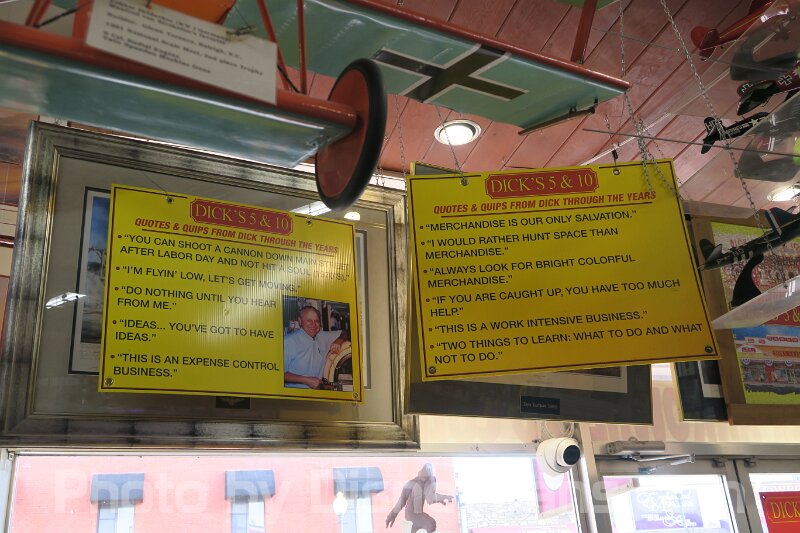 Builder: Glenn Torance, Raleigh, N.C.
DICK'S 5 & 10
QUOTES & QUIPS FROM DICK THROUGH THE YEARS
• "YOU CAN SHOOT A CANNON DOWN MAIN STREET
AFTER LABOR DAY AND NOT HIT A SOUL
• "I'M FLYIN' LOW, LET'S GET MOVING."
• "DO NOTHING UNTIL YOU HEAR
FROM ME."
• "IDEAS... YOU'VE GOT TO HAVE
IDEAS."
• "THIS IS AN EXPENSE CONTROL
BUSINESS."
DICK'S 5 & 10
QUOTES & QUIPS FROM DICK THROUGH THE YEARS
• "MERCHANDISE IS OUR ONLY SALVATION."
• "I WOULD RATHER HUNT SPACE THAN
MERCHANDISE."
• "ALWAYS LOOK FOR BRIGHT COLORFUL
MERCHANDISE."
• "IF YOU ARE CAUGHT UP, YOU HAVE TOO MUCH
HELP."
• "THIS IS A WORK INTENSIVE BUSINESS."
• "TWO THINGS TO LEARN: WHAT TO DO AND WHAT
NOT TO DO."
DICK'S
Photo by